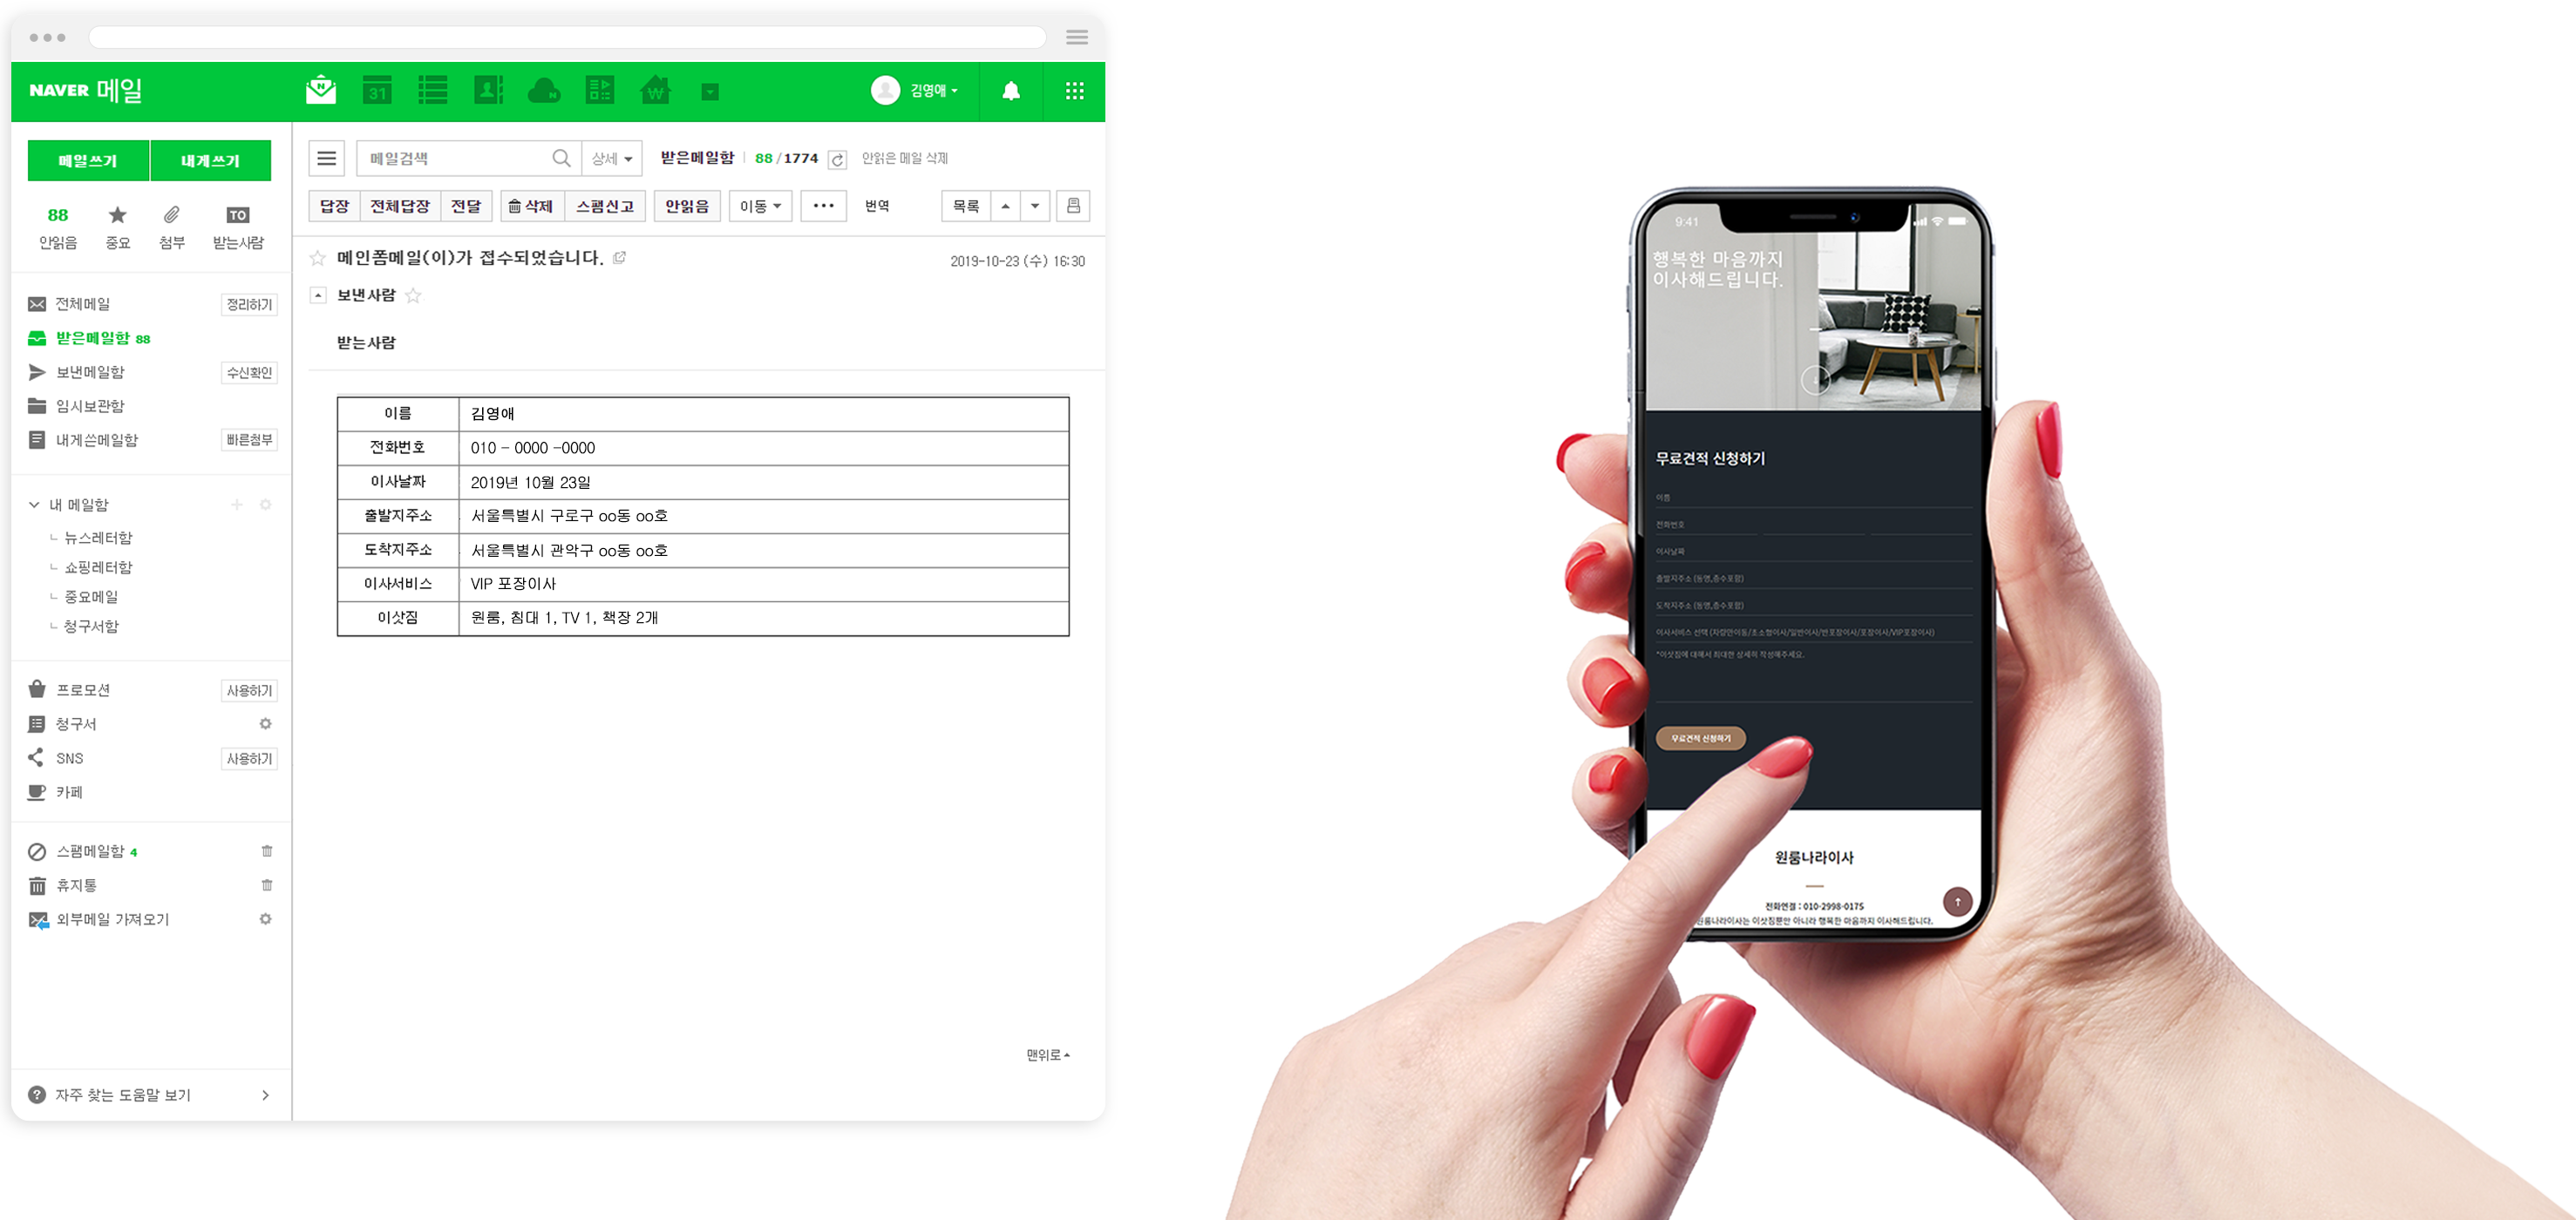 NAVER 메일
31
김영애
메일쓰기 내게쓰기
메일검색 상세 받은메일함 88 / 1774 안읽은 메일 삭제
답장 전체답장 전달 삭제 스팸신고 안읽음 이동 ••• 번역 목록
88 TO
안읽음 중요 첨부 받는사람
메인폼메일(이)가 접수되었습니다. 2019-10-23 (수) 16:30
보낸사람
받는사람
전체메일 정리하기
받은메일함 88
보낸메일함 수신확인
임시보관함
내게쓴메일함 빠른첨부
내 메일함
뉴스레터함
쇼핑레터함
중요메일
청구서함
프로모션 사용하기
청구서
SNS 사용하기
카페
스팸메일함 4
휴지통
외부메일 가져오기
자주 찾는 도움말 보기
이름 김영애
전화번호 010 - 0000 -0000
이사날짜 2019년 10월 23일
출발지주소 서울특별시 구로구 oo동 oo호
도착지주소 서울특별시 관악구 oo동 oo호
이사서비스 VIP 포장이사
이삿짐 원룸, 침대 1, TV 1, 책장 2개
맨위로
9:41
행복한 마음까지
이사해드립니다.
무료견적 신청하기
이름
전화번호
이사날짜
출발지주소 (동명,층수포함)
도착지주소 (동명,층수포함)
이사서비스 선택 (차량만이동/초소형이사/일반이사/반포장이사/포장이사/VIP포장이사)
*이삿짐에 대해서 최대한 상세히 작성해주세요.
무료견적 신청하기
원룸나라이사
전화연결 : 010-2998-0175
원룸나라이사는 이삿짐뿐만 아니라 행복한 마음까지 이사해드립니다.